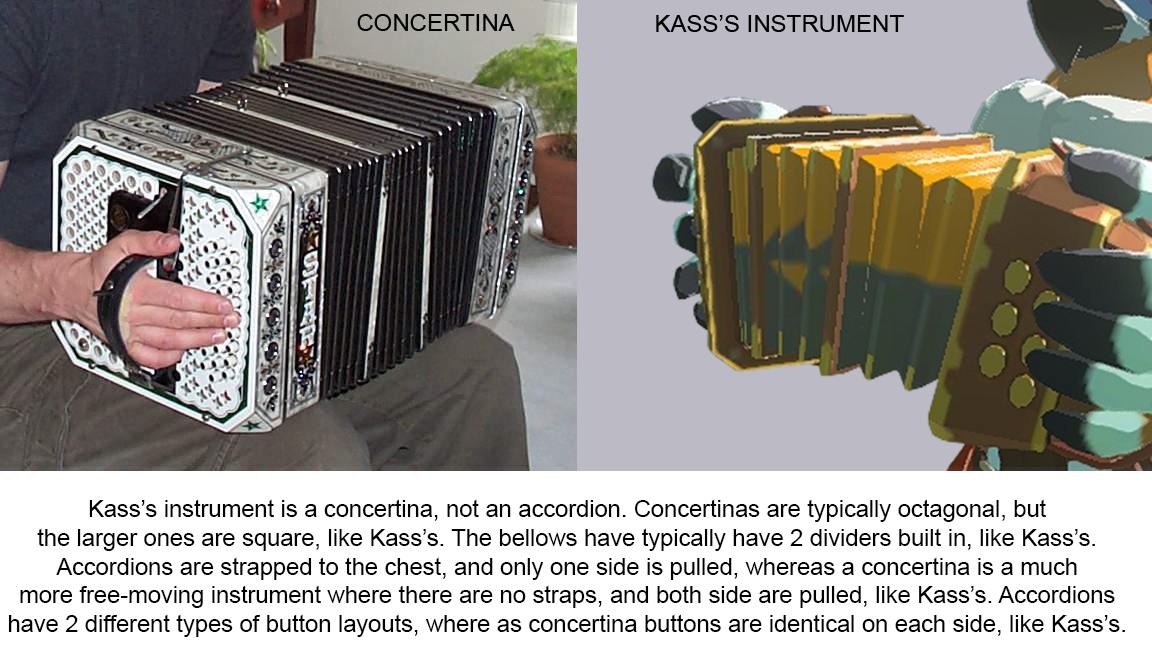 CONCERTINA
KASS'S INSTRUMENT
Kass's instrument is a concertina, not an accordion. Concertinas are typically octagonal, but
the larger ones are square, like Kass's. The bellows have typically have 2 dividers built in, like Kass's.
Accordions are strapped to the chest, and only one side is pulled, whereas a concertina is a much
more free-moving instrument where there are no straps, and both side are pulled, like Kass's. Accordions
have 2 different types of button layouts, where as concertina buttons are identical on each side, like Kass's.